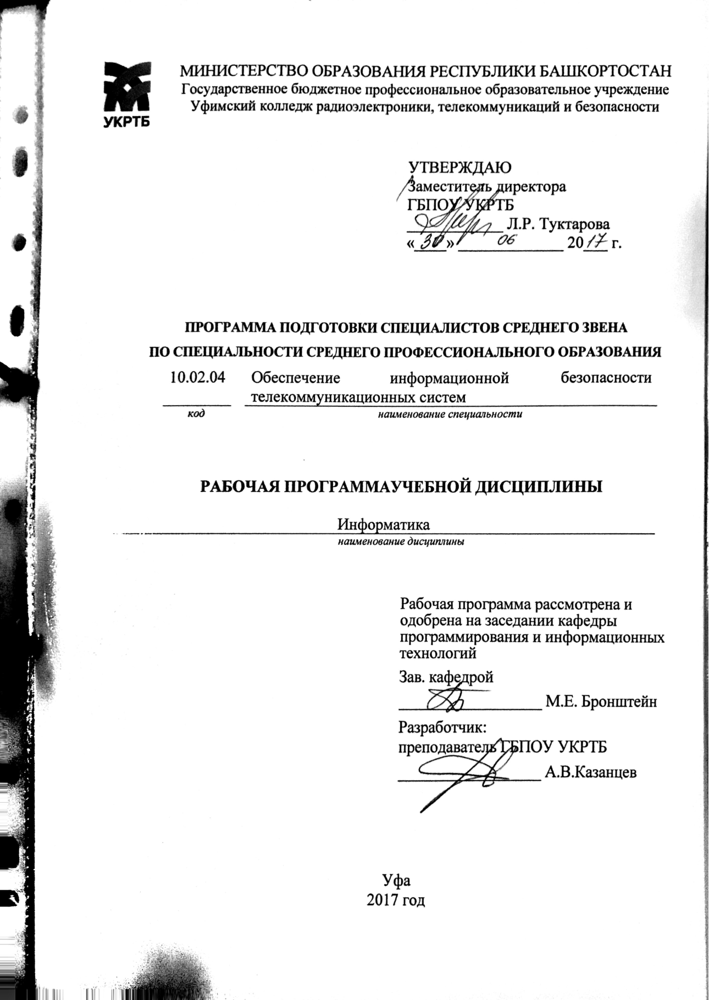 МИНИСТЕРСТВО ОБРАЗОВАНИЯ РЕСПУБЛИКИ БАШКОРТОСТАН
Государственное бюджетное профессиональное образовательное учреждение
Уфимский колледж радиоэлектроники, телекоммуникаций и безопасности
УКРТБ
УТВЕРЖДАЮ
Заместитель директора
ГБПОУ УКРТБ
Л.Р. Туктарова
«30» 06 2017 г.
ПРОГРАММА ПОДГОТОВКИ СПЕЦИАЛИСТОВ СРЕДНЕГО ЗВЕНА
ПО СПЕЦИАЛЬНОСТИ СРЕДНЕГО ПРОФЕССИОНАЛЬНОГО ОБРАЗОВАНИЯ
10.02.04 Обеспечение информационной безопасности
телекоммуникационных систем
код наименование специальности
РАБОЧАЯ ПРОГРАММАУЧЕБНОЙ ДИСЦИПЛИНЫ
Информатика
наименование дисциплины
Рабочая программа рассмотрена и
одобрена на заседании кафедры
программирования и информационных
технологий
Зав. кафедрой
М.Е. Бронштейн
Разработчик:
преподаватель ГБПОУ УКРТБ
А.В.Казанцев
Уфа
2017 год